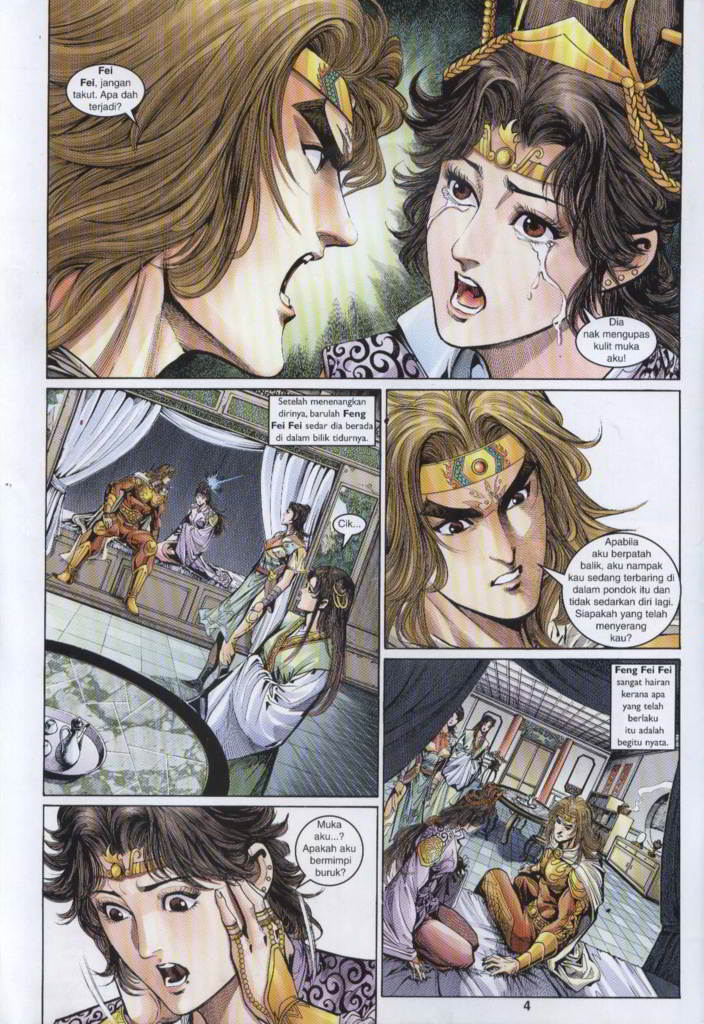 Fei
Fei, jangan
takut. Apa dah
terjadi?
Dia
nak mengupas
kulit muka
aku!
Setelah menenangkan
dirinya, barulah Feng
Fei Fei sedar dia berada
di dalam bilik tidurnya.
Cik...
Apabila
aku berpatah
balik, aku nampak
kau sedang terbaring di
dalam pondok itu dan
tidak sedarkan diri lagi.
Siapakah yang telah
menyerang
kau?
Feng Fei Fei
sangat hairan
kerana apa
yang telah
berlaku
itu adalah
begitu nyata.
Muka
aku...?
Apakah aku
bermimpi
buruk?
4